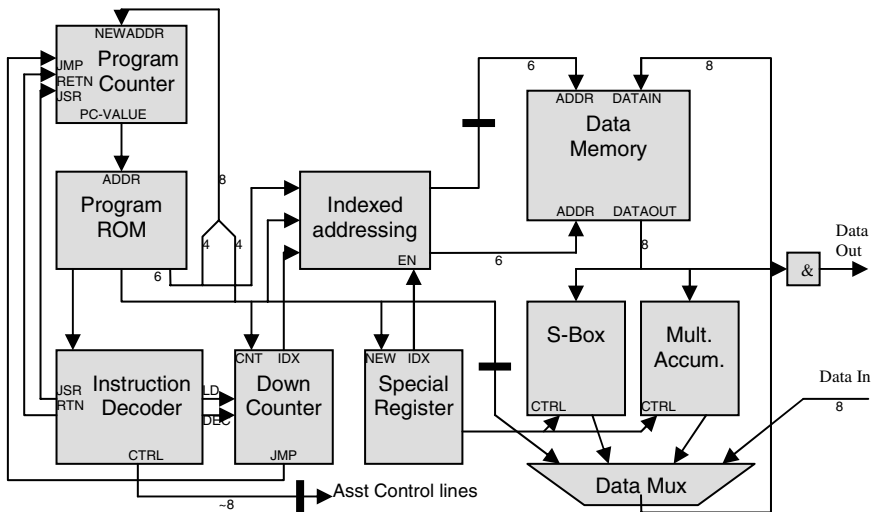 NEWADDR
Program
Counter
JMP
RETN
JSR
PC-VALUE
6
8
ADDR DATAIN
Data
Memory
ADDR DATAOUT
ADDR
Program
ROM
6
8
4 4
Indexed
addressing
EN
6
8
Data
Out
&
JSR
RTN
Instruction
Decoder
CTRL
LD
DEC
CNT IDX
Down
Counter
JMP
NEW IDX
Special
Register
S-Box
CTRL
Mult.
Accum.
CTRL
Data In
8
Data Mux
~8
Asst Control lines